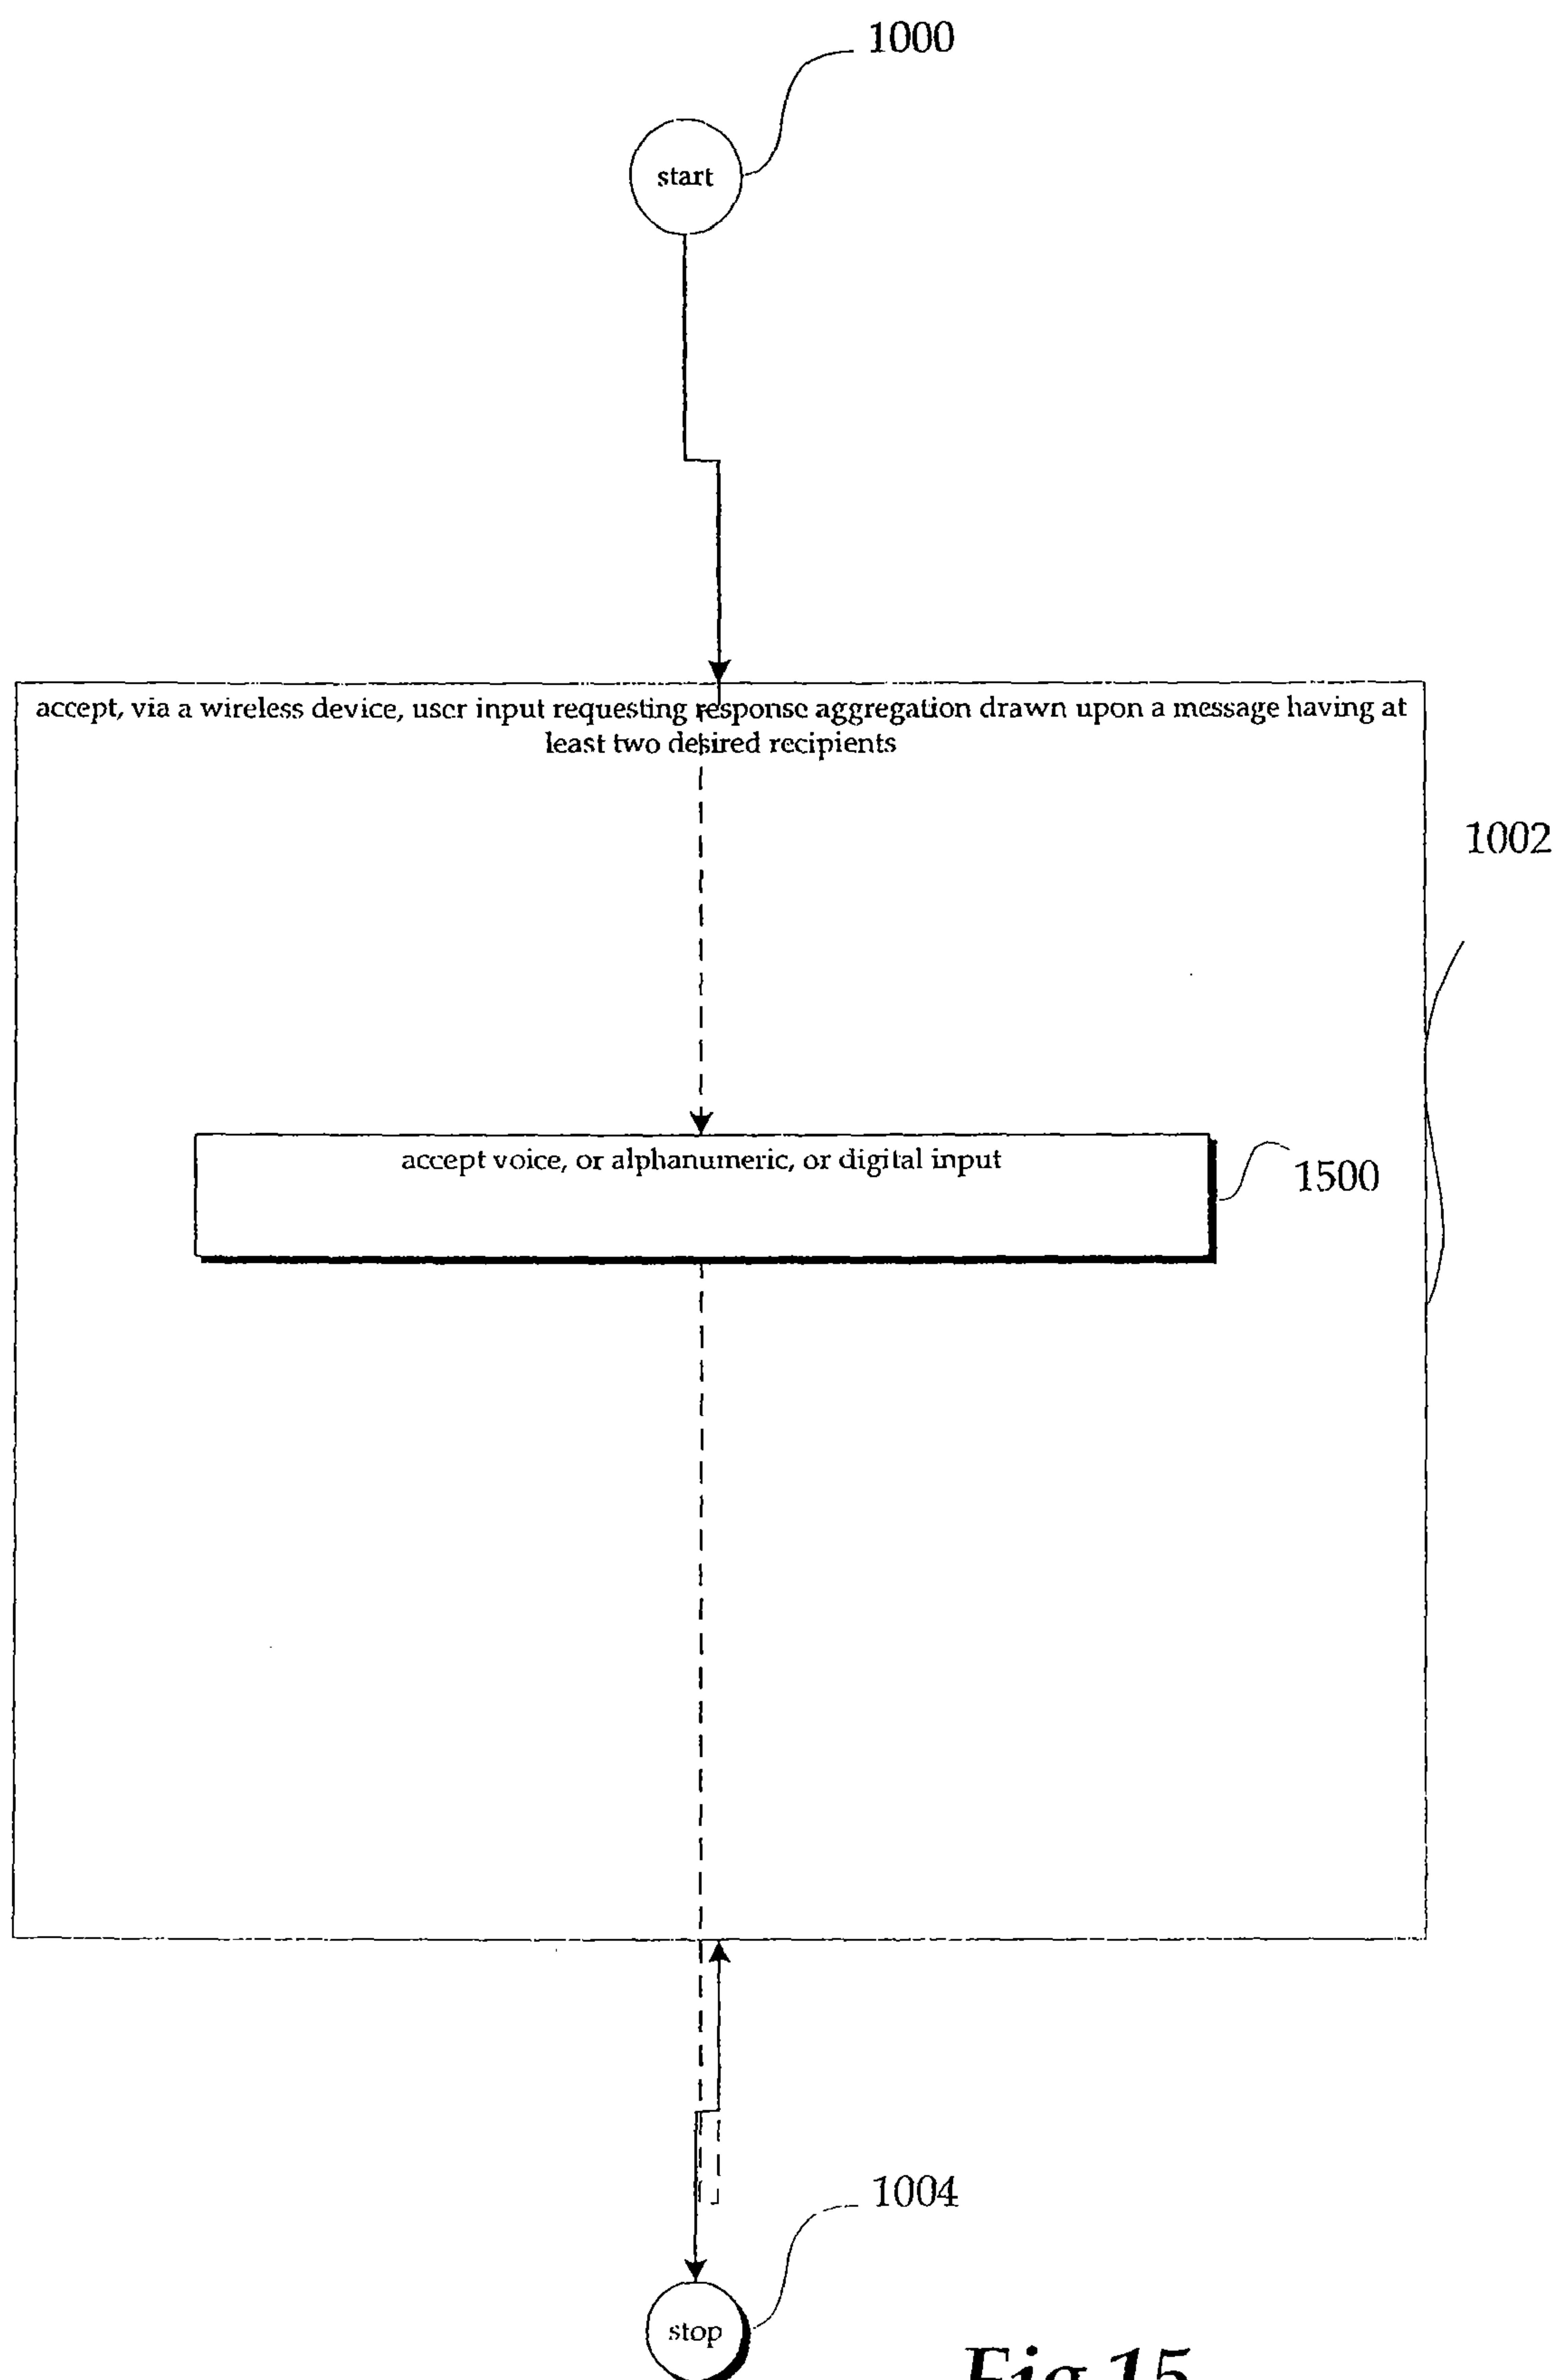 1000
start
accept, via a wireless device, user input requesting response aggregation drawn upon a message having at
least two desired recipients
1002
accept voice, or alphanumeric, or digital input
1500
1004
stop
Fig 15